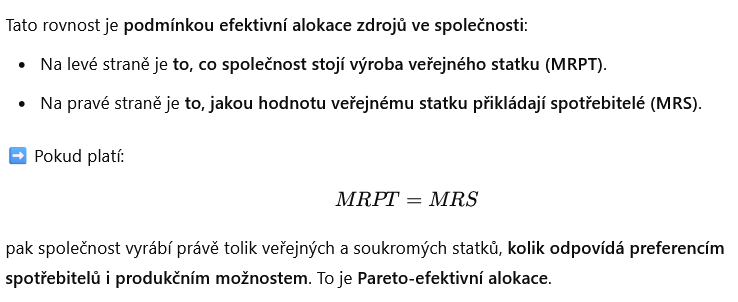 Tato rovnost je podmínkou efektivní alokace zdrojů ve společnosti:
• Na levé straně je to, co společnost stojí výroba veřejného statku (MRPT).
• Na pravé straně je to, jakou hodnotu veřejnému statku přikládají spotřebitelé (MRS).
➡️ Pokud platí:
MRPT = MRS
pak společnost vyrábí právě tolik veřejných a soukromých statků, kolik odpovídá preferencím
spotřebitelů i produkčním možnostem. To je Pareto-efektivní alokace.